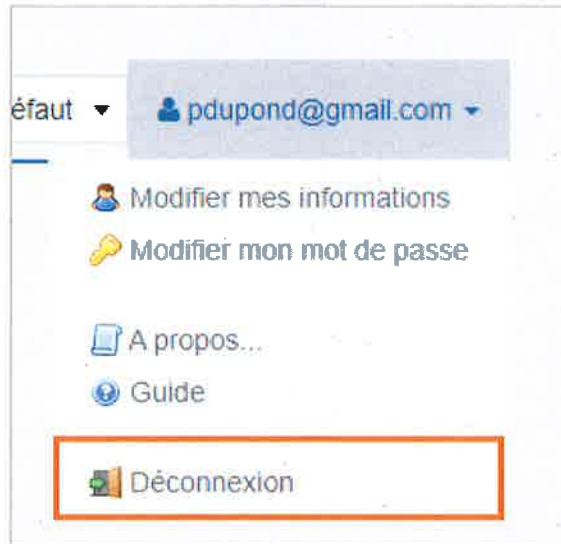 éfaut pdupond@gmail.com
Modifier mes informations
Modifier mon mot de passe
A propos...
Guide
Déconnexion